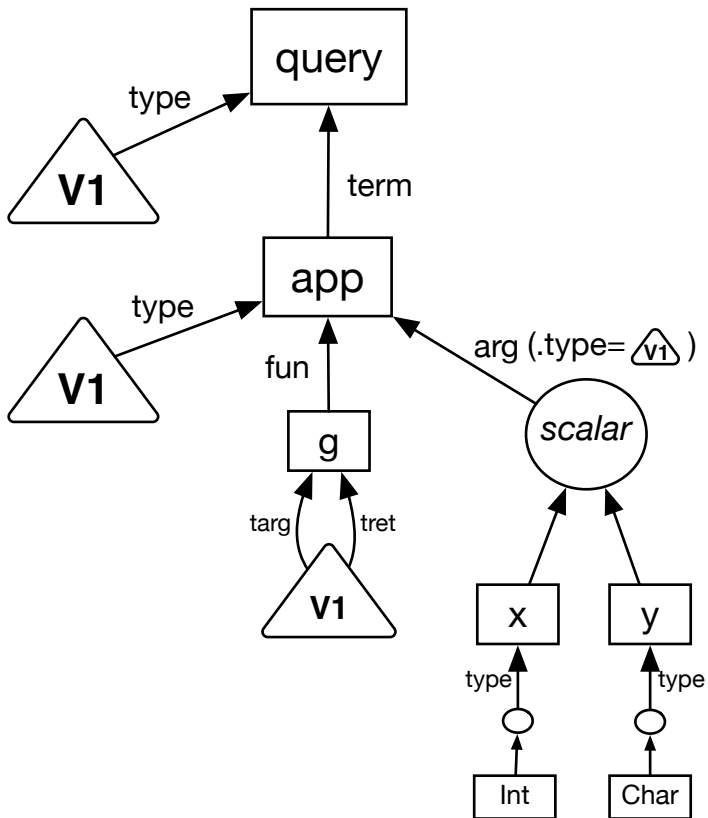 query
type
V1
term
app
type
V1
arg (.type= V1 )
fun
scalar
g
targ
tret
V1
x
y
type
type
Int
Char